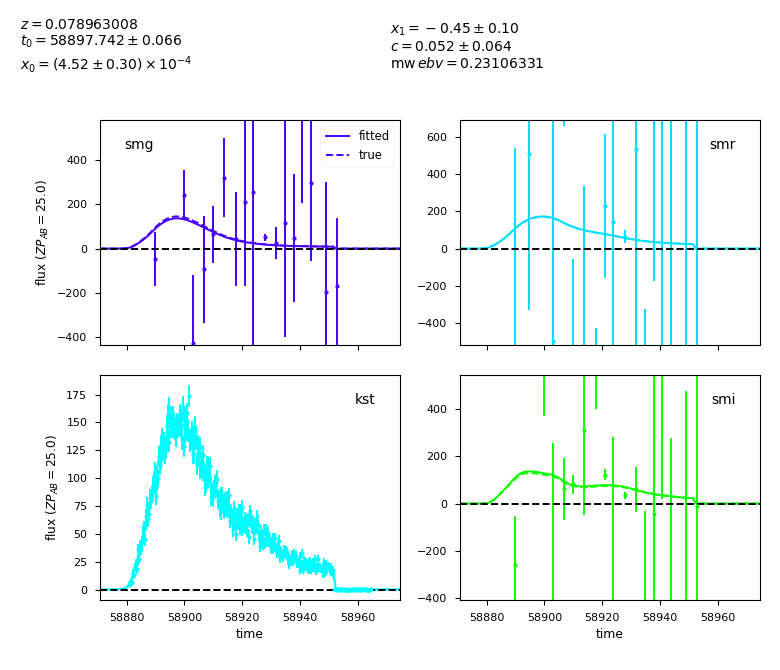 z = 0.078963008
t₀ = 58897.742 ± 0.066
x₀ = (4.52 ± 0.30) × 10⁻⁴
x₁ = −0.45 ± 0.10
c = 0.052 ± 0.064
mw ebv = 0.23106331
smg
fitted
true
400
200
0
−200
−400
flux (ZP_AB = 25.0)
smr
600
400
200
0
−200
−400
kst
175
150
125
100
75
50
25
0
flux (ZP_AB = 25.0)
58880 58900 58920 58940 58960
time
smi
400
200
0
−200
−400
58880 58900 58920 58940 58960
time